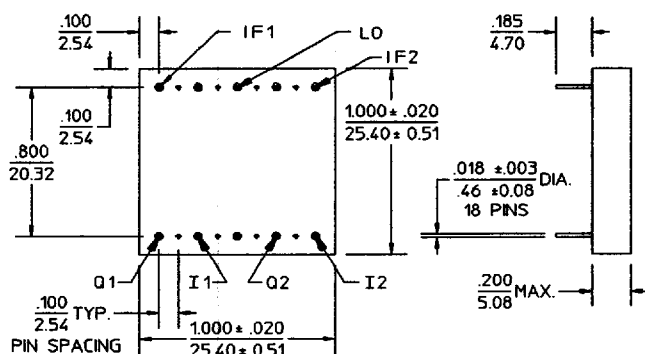 .100
2.54
IF1
LO
IF2
.185
4.70
.100
2.54
1.000± .020
25.40± 0.51
.800
20.32
.018 ±.003
.46 ±0.08
DIA.
18 PINS
Q1
I1
Q2
I2
.100
2.54
TYP.
PIN SPACING
1.000± .020
25.40± 0.51
.200
5.08
MAX.